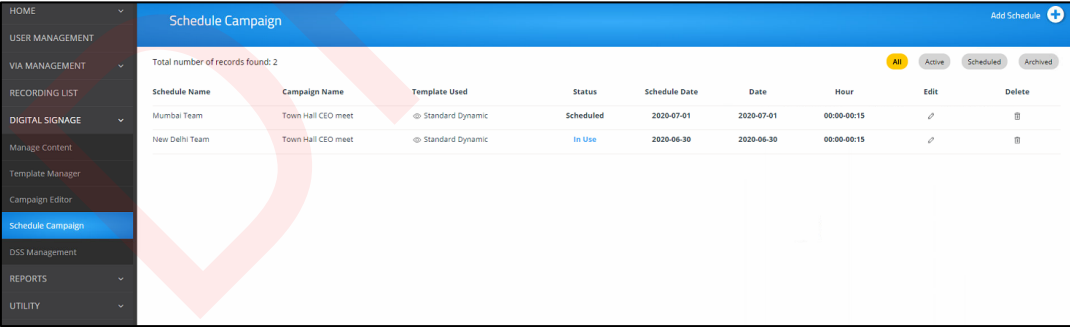 HOME
USER MANAGEMENT
VIA MANAGEMENT
RECORDING LIST
DIGITAL SIGNAGE
Manage Content
Template Manager
Campaign Editor
Schedule Campaign
DSS Management
REPORTS
UTILITY
Schedule Campaign
Add Schedule
Total number of records found: 2
All Active Scheduled Archived
Schedule Name Campaign Name Template Used Status Schedule Date Date Hour Edit Delete
Mumbai Team Town Hall CEO meet Standard Dynamic Scheduled 2020-07-01 2020-07-01 00:00-00:15
New Delhi Team Town Hall CEO meet Standard Dynamic In Use 2020-06-30 2020-06-30 00:00-00:15